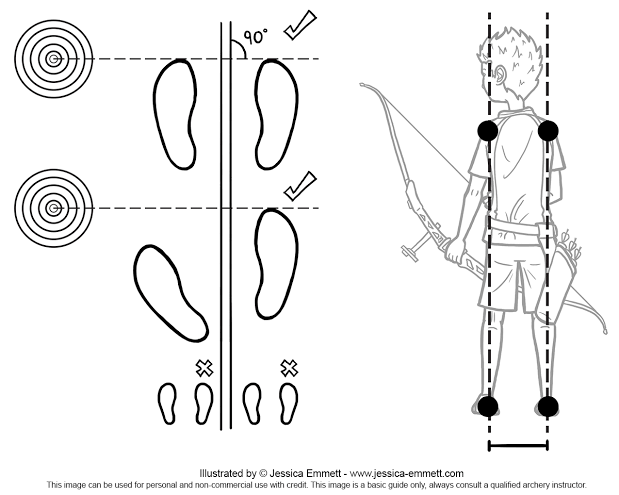 90°
Illustrated by © Jessica Emmett - www.jessica-emmett.com
This image can be used for personal and non-commercial use with credit. This image is a basic guide only, always consult a qualified archery instructor.